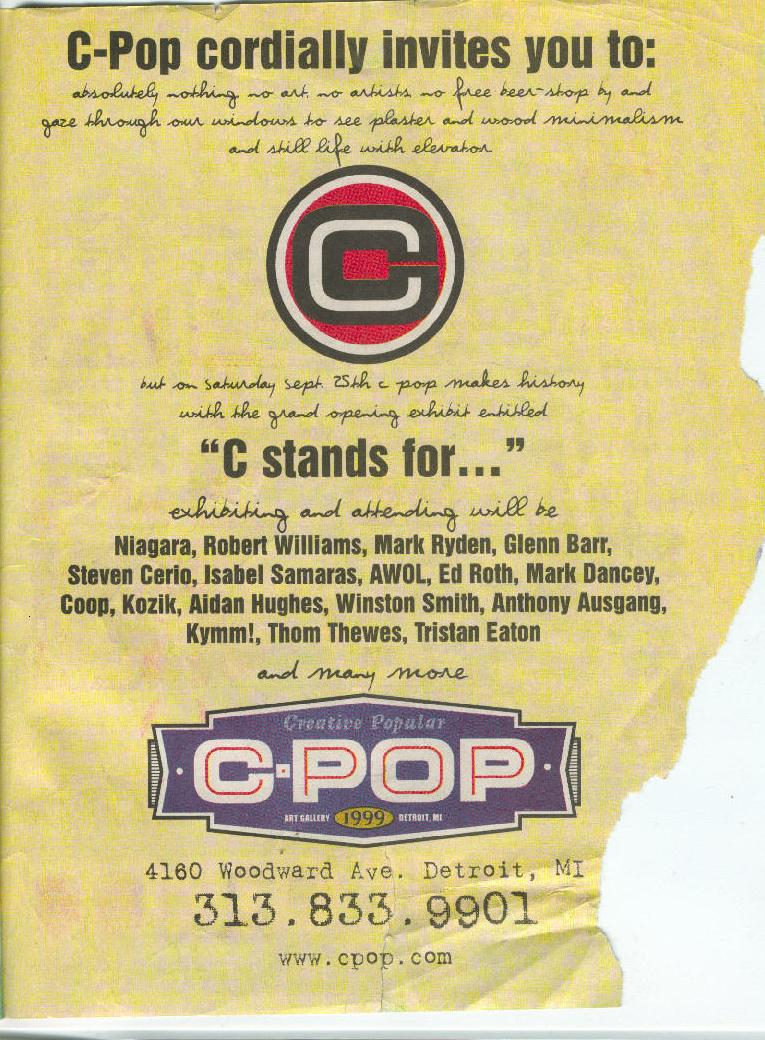 C-Pop cordially invites you to:
absolutely nothing no art. no artists. no free beer-stop by and
gaze through our windows to see plaster and wood minimalism
and still life with elevator
C
but on saturday sept. 25th c pop makes history
with the grand opening exhibit entitled
“C stands for...”
exhibiting and attending will be
Niagara, Robert Williams, Mark Ryden, Glenn Barr,
Steven Cerio, Isabel Samaras, AWOL, Ed Roth, Mark Dancey,
Coop, Kozik, Aidan Hughes, Winston Smith, Anthony Ausgang,
Kymm!, Thom Thewes, Tristan Eaton
and many more
Creative Popular
C·POP
ART GALLERY 1999 DETROIT, MI
4160 Woodward Ave. Detroit, MI
313.833.9901
www.cpop.com